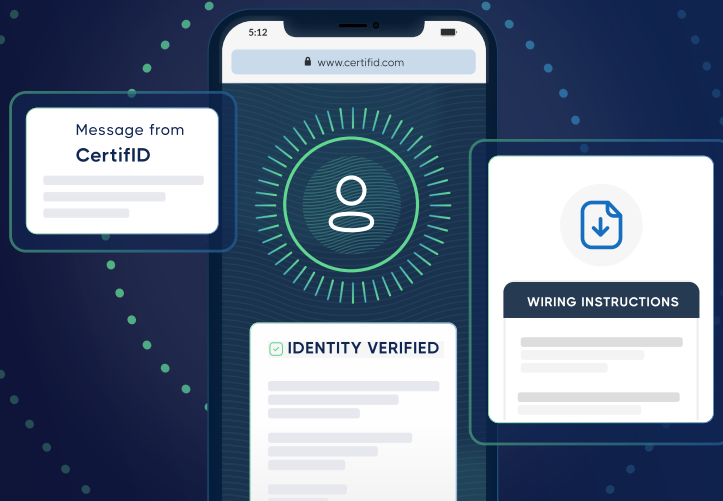 5:12
www.certifid.com
Message from
CertifID
WIRING INSTRUCTIONS
IDENTITY VERIFIED